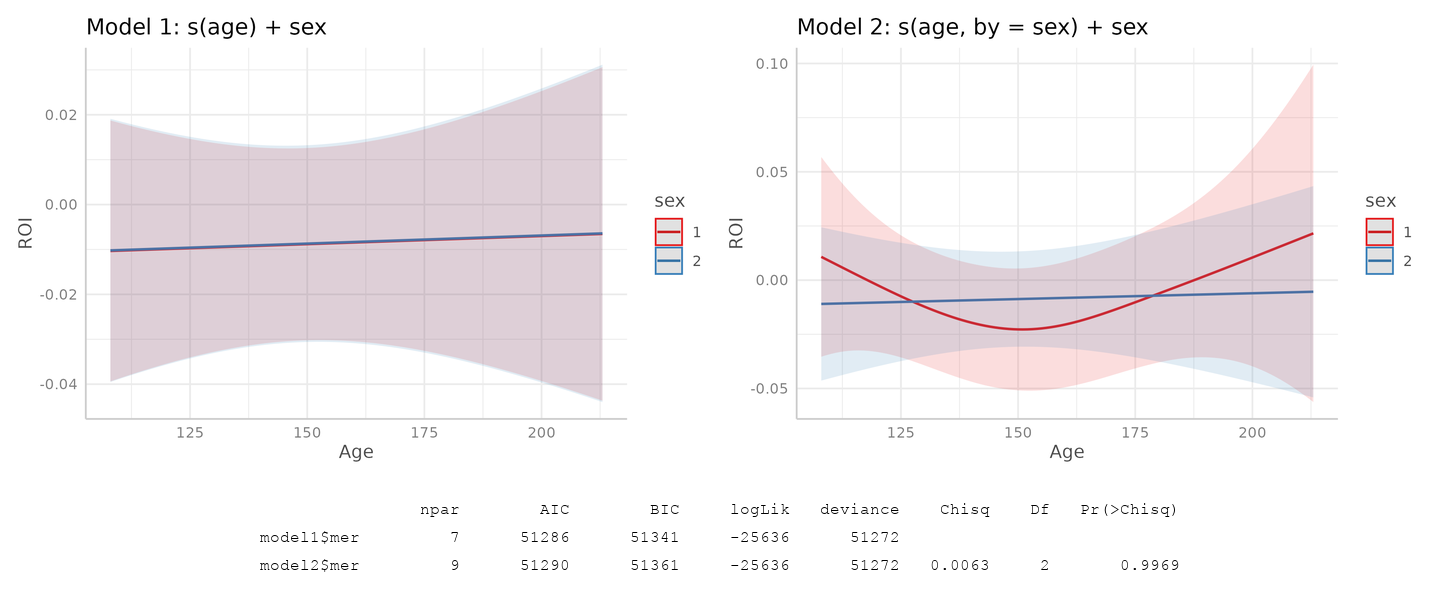 Model 1: s(age) + sex
0.02
0.00
-0.02
-0.04
ROI
125 150 175 200
Age
sex
1
2
Model 2: s(age, by = sex) + sex
0.10
0.05
0.00
-0.05
ROI
125 150 175 200
Age
sex
1
2
npar AIC BIC logLik deviance Chisq Df Pr(>Chisq)
model1$mer 7 51286 51341 -25636 51272
model2$mer 9 51290 51361 -25636 51272 0.0063 2 0.9969